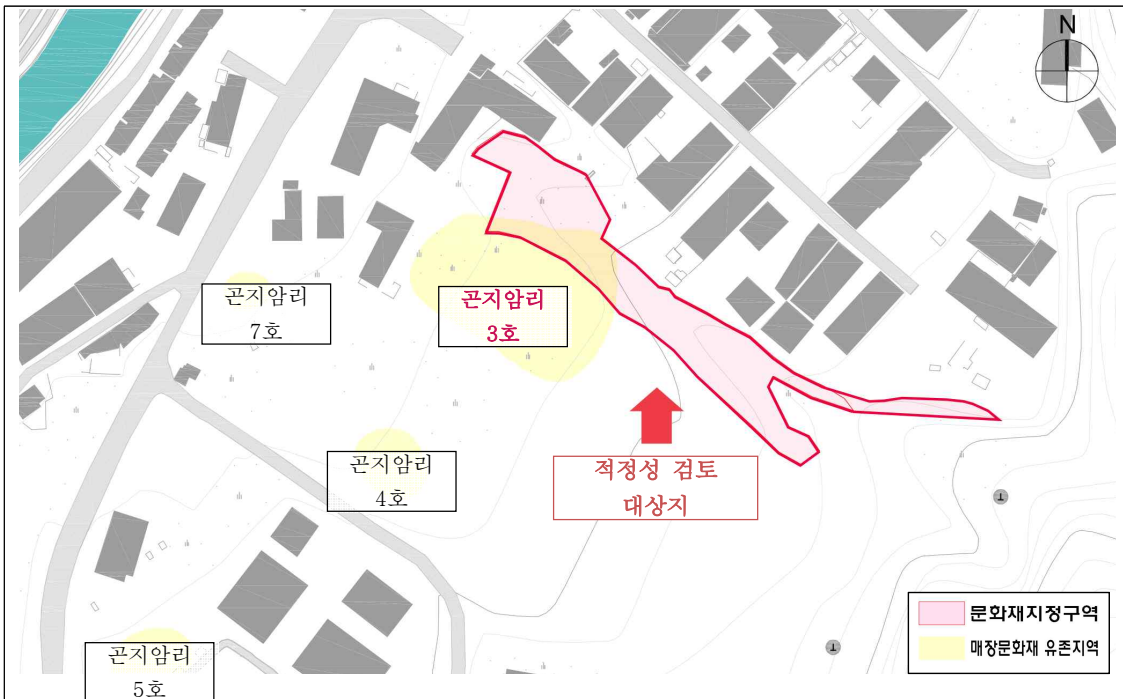 N
곤지암리
7호
곤지암리
3호
곤지암리
4호
적정성 검토
대상지
곤지암리
5호
문화재지정구역
매장문화재 유존지역